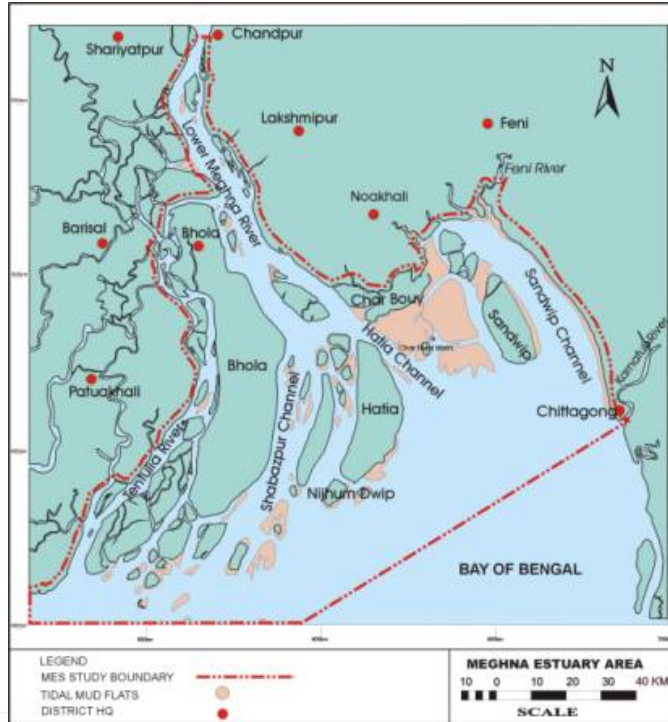 Shariyatpur
Chandpur
N
Lakshmipur
Feni
Lower Meghna River
Feni River
Noakhali
Barisal
Bhola
Char Bouy
Sandwip
Sandwip Channel
Hatia Channel
Bhola
Patuakhali
Hatia
Chittagong
Shabazpur Channel
Tentulia River
Nijhum Dwip
BAY OF BENGAL
LEGEND
MES STUDY BOUNDARY
TIDAL MUD FLATS
DISTRICT HQ
MEGHNA ESTUARY AREA
10 0 10 20 30 40 KM
SCALE